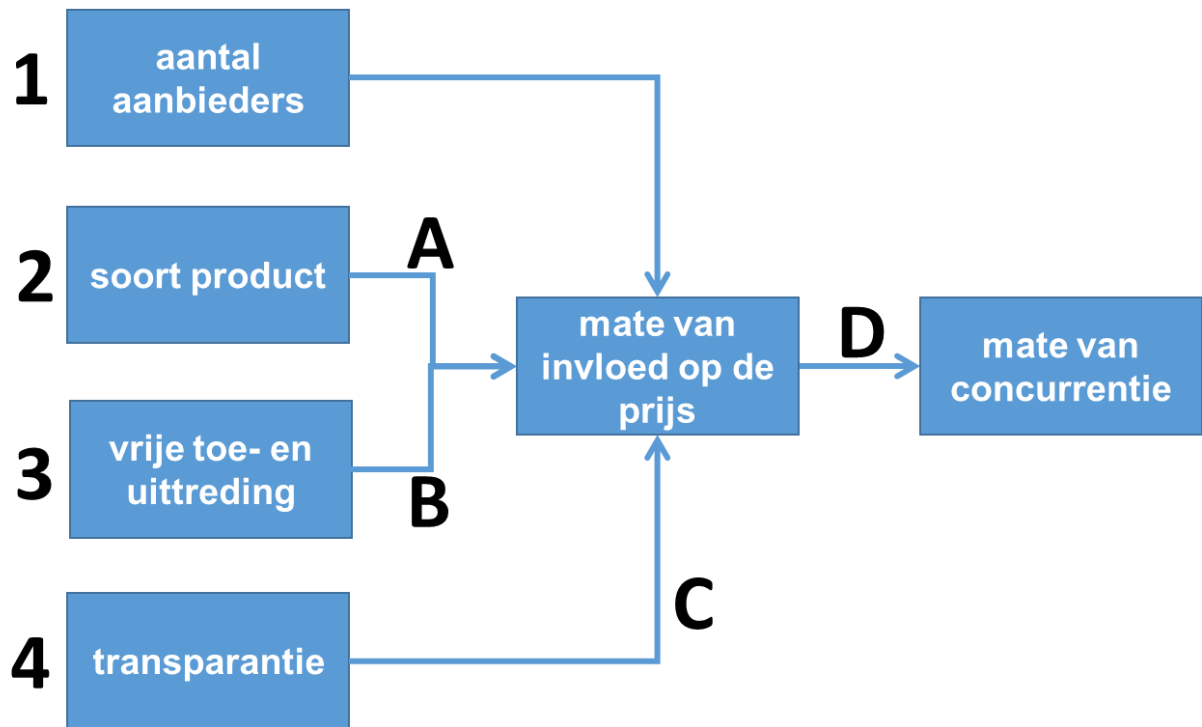 1
aantal
aanbieders
2
soort product
A
3
vrije toe- en
uittreding
B
4
transparantie
C
mate van
invloed op de
prijs
D
mate van
concurrentie